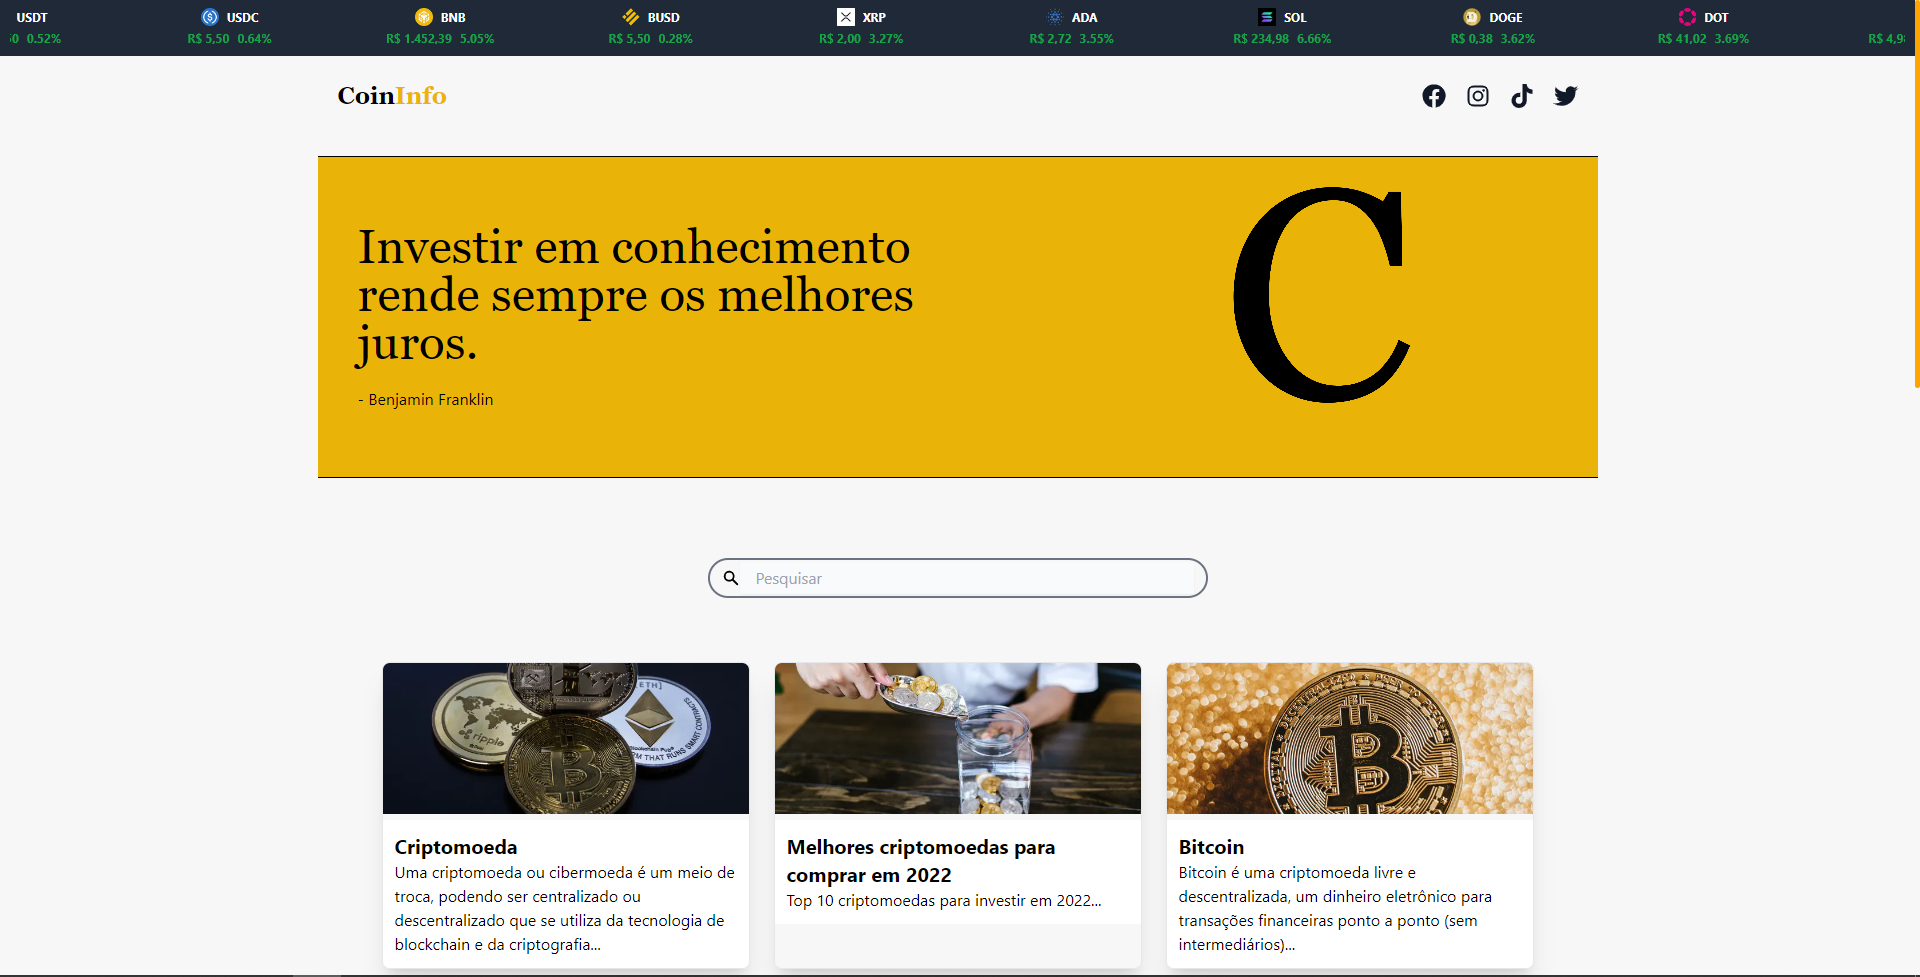 USDT USDC BNB BUSD XRP ADA SOL DOGE DOT
0.52% R$ 5,50 0.64% R$ 1.452,39 5.05% R$ 5,50 0.28% R$ 2,00 3.27% R$ 2,72 3.55% R$ 234,98 6.66% R$ 0,38 3.62% R$ 41,02 3.69% R$
CoinInfo
Investir em conhecimento
rende sempre os melhores
juros.
- Benjamin Franklin
C
Pesquisar
ETH]
ripple
Criptomoeda
Uma criptomoeda ou cibermoeda é um meio de
troca, podendo ser centralizado ou
descentralizado que se utiliza da tecnologia de
blockchain e da criptografia...
Melhores criptomoedas para
comprar em 2022
Top 10 criptomoedas para investir em 2022...
Bitcoin
Bitcoin é uma criptomoeda livre e
descentralizada, um dinheiro eletrônico para
transações financeiras ponto a ponto (sem
intermediários)...